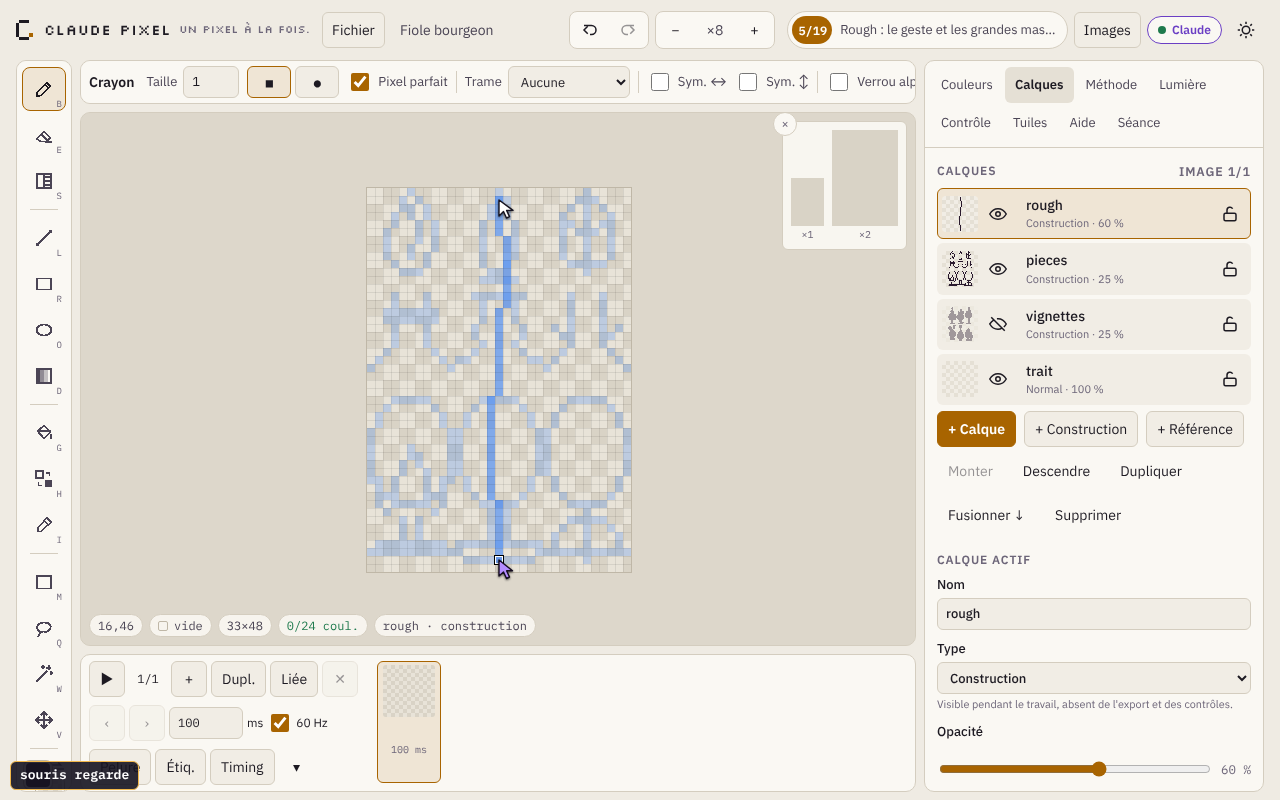 CLAUDE PIXEL UN PIXEL À LA FOIS. Fichier Fiole bourgeon − ×8 + 5/19 Rough : le geste et les grandes mas… Images Claude
Crayon Taille 1 Pixel parfait Trame Aucune Sym. ↔ Sym. ↕ Verrou alp
B
E
S
L
R
O
D
G
H
I
M
Q
W
V
×
×1 ×2
16,46 vide 33×48 0/24 coul. rough · construction
1/1 + Dupl. Liée ×
‹ › 100 ms 60 Hz
Étiq. Timing ▼
100 ms
souris regarde
Couleurs Calques Méthode Lumière
Contrôle Tuiles Aide Séance
CALQUES IMAGE 1/1
rough
Construction · 60 %
pieces
Construction · 25 %
vignettes
Construction · 25 %
trait
Normal · 100 %
+ Calque + Construction + Référence
Monter Descendre Dupliquer
Fusionner ↓ Supprimer
CALQUE ACTIF
Nom
rough
Type
Construction
Visible pendant le travail, absent de l'export et des contrôles.
Opacité
60 %